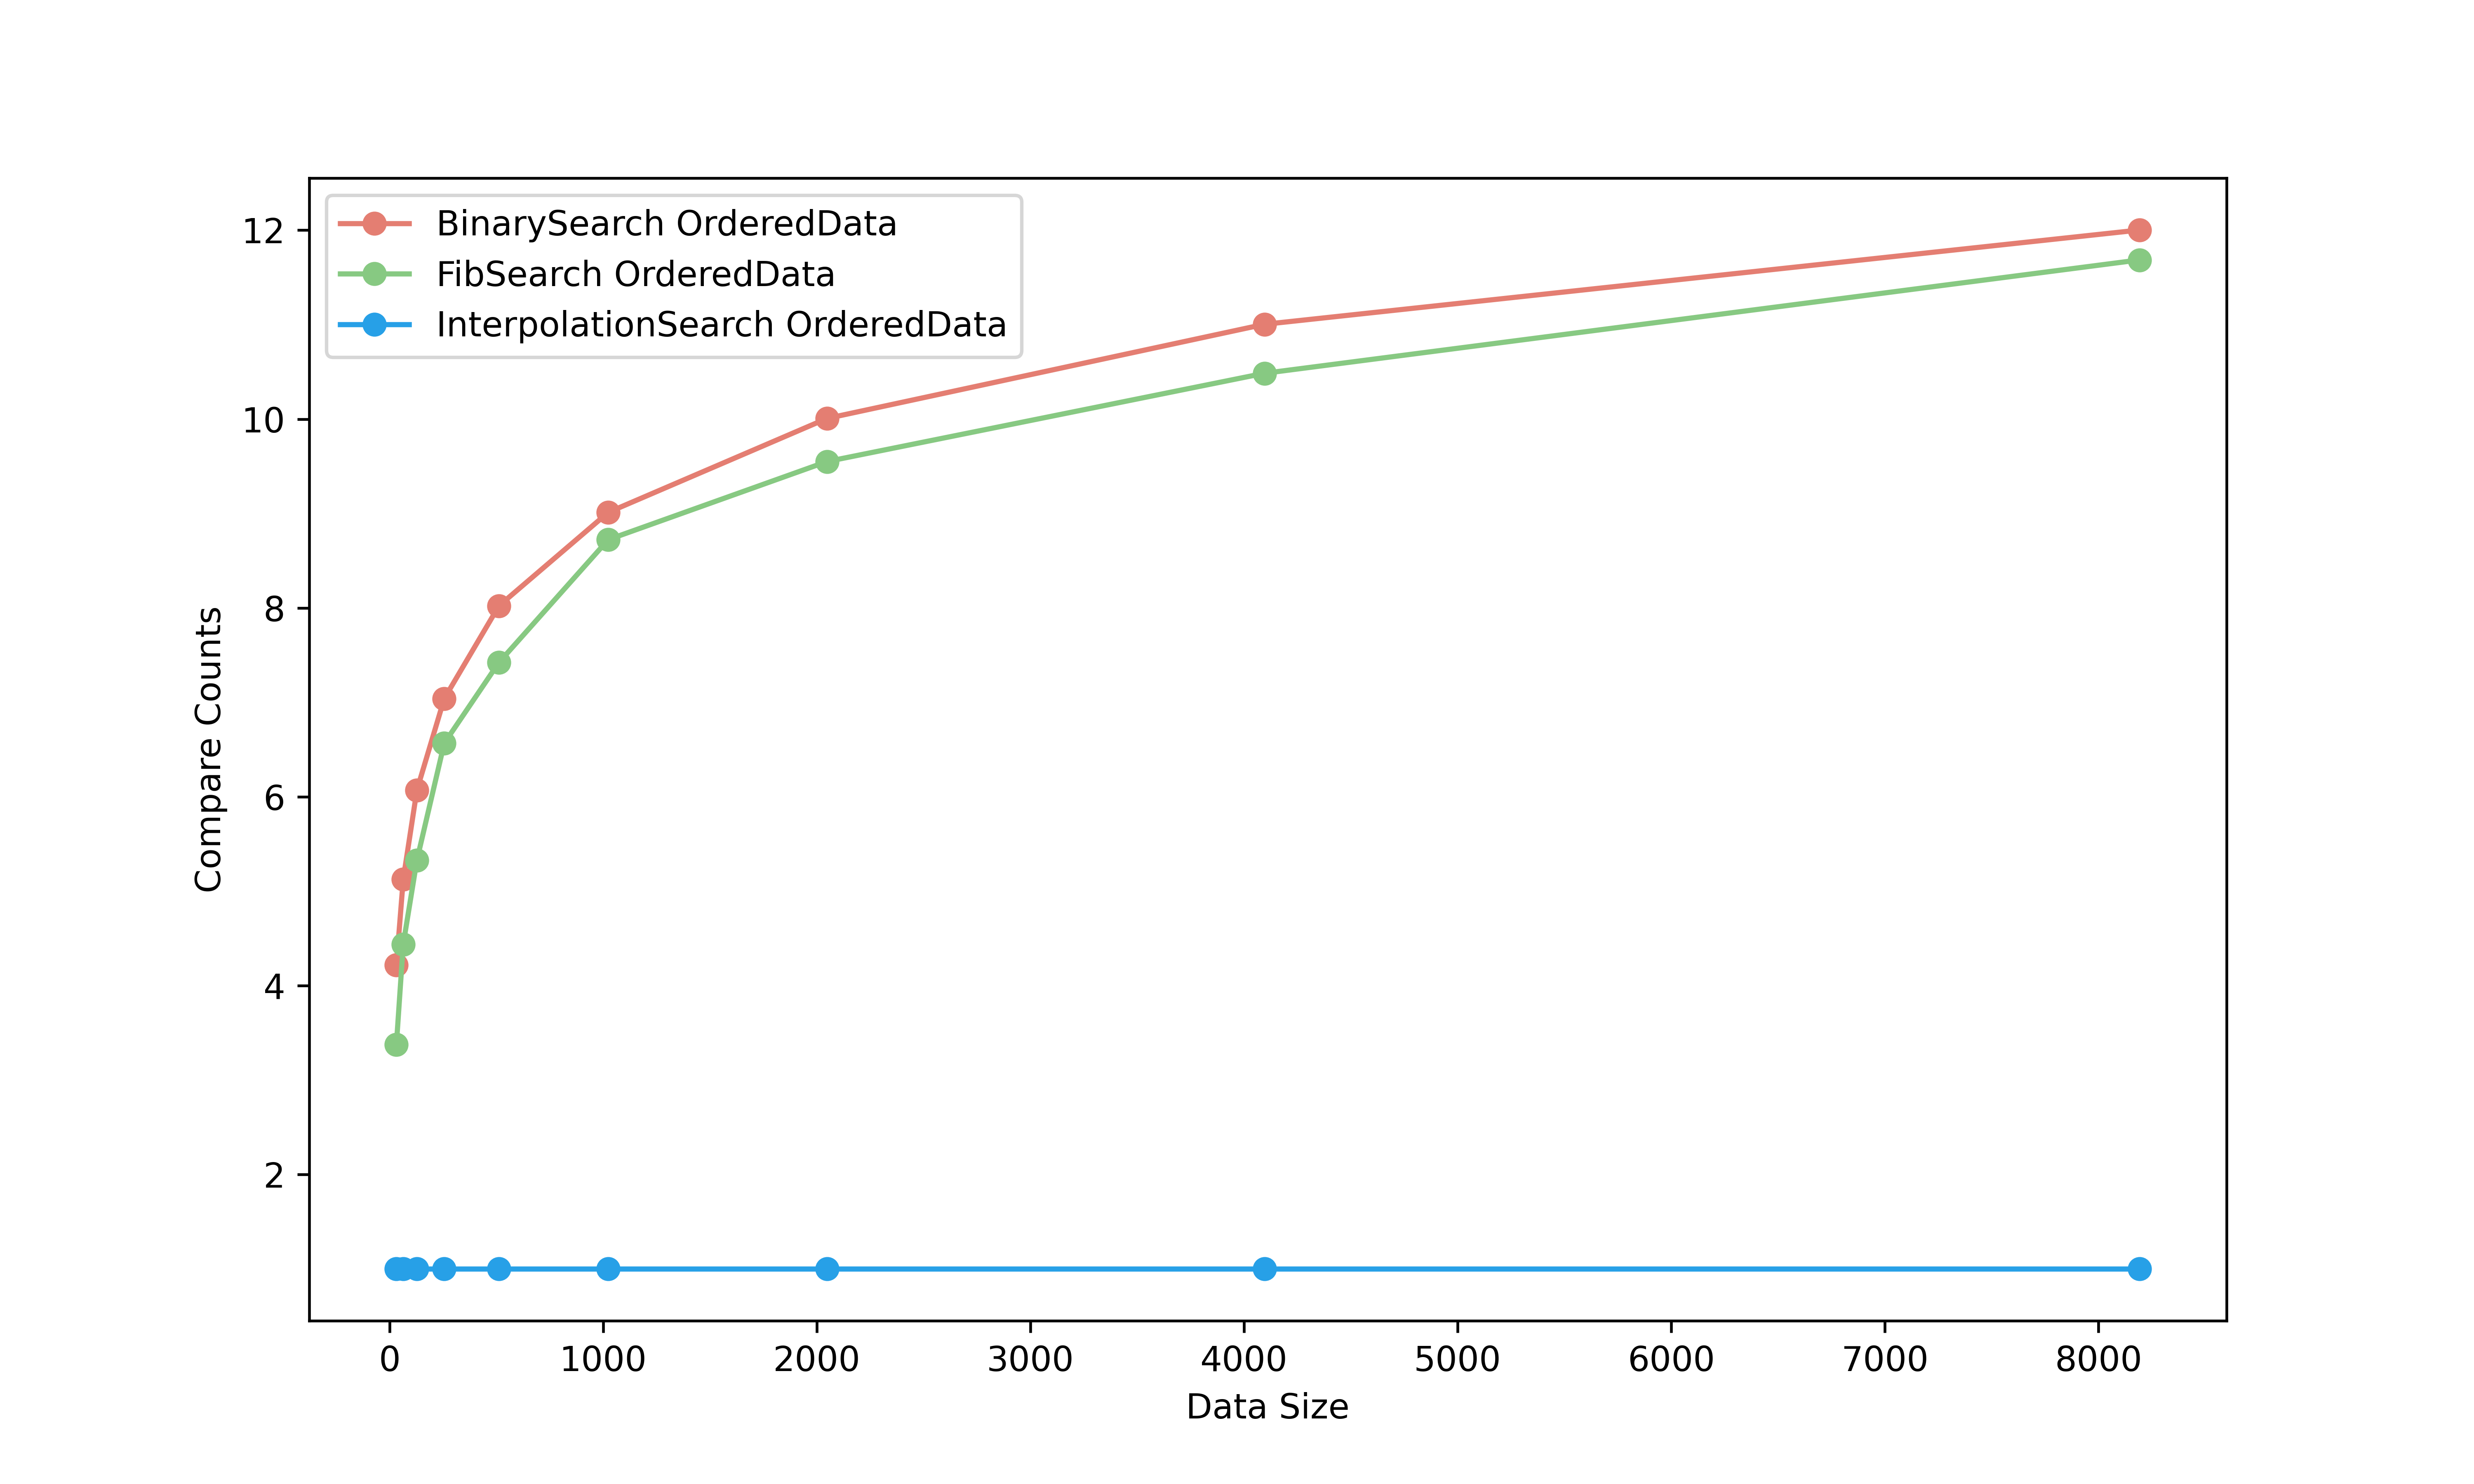 BinarySearch OrderedData
FibSearch OrderedData
InterpolationSearch OrderedData
12
10
8
6
4
2
Compare Counts
0 1000 2000 3000 4000 5000 6000 7000 8000
Data Size